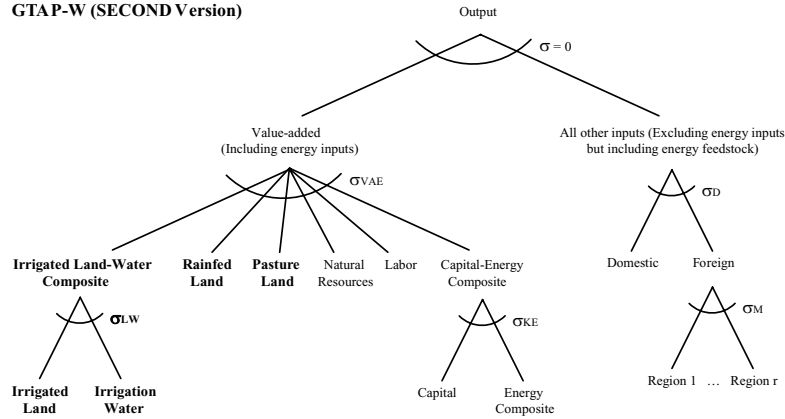 GTAP-W (SECOND Version)
Output
σ = 0
Value-added
(Including energy inputs)
All other inputs (Excluding energy inputs
but including energy feedstock)
σVAE
σD
Irrigated Land-Water
Composite
Rainfed
Land
Pasture
Land
Natural
Resources
Labor
Capital-Energy
Composite
Domestic
Foreign
σLW
σKE
σM
Irrigated
Land
Irrigation
Water
Capital
Energy
Composite
Region 1 … Region r